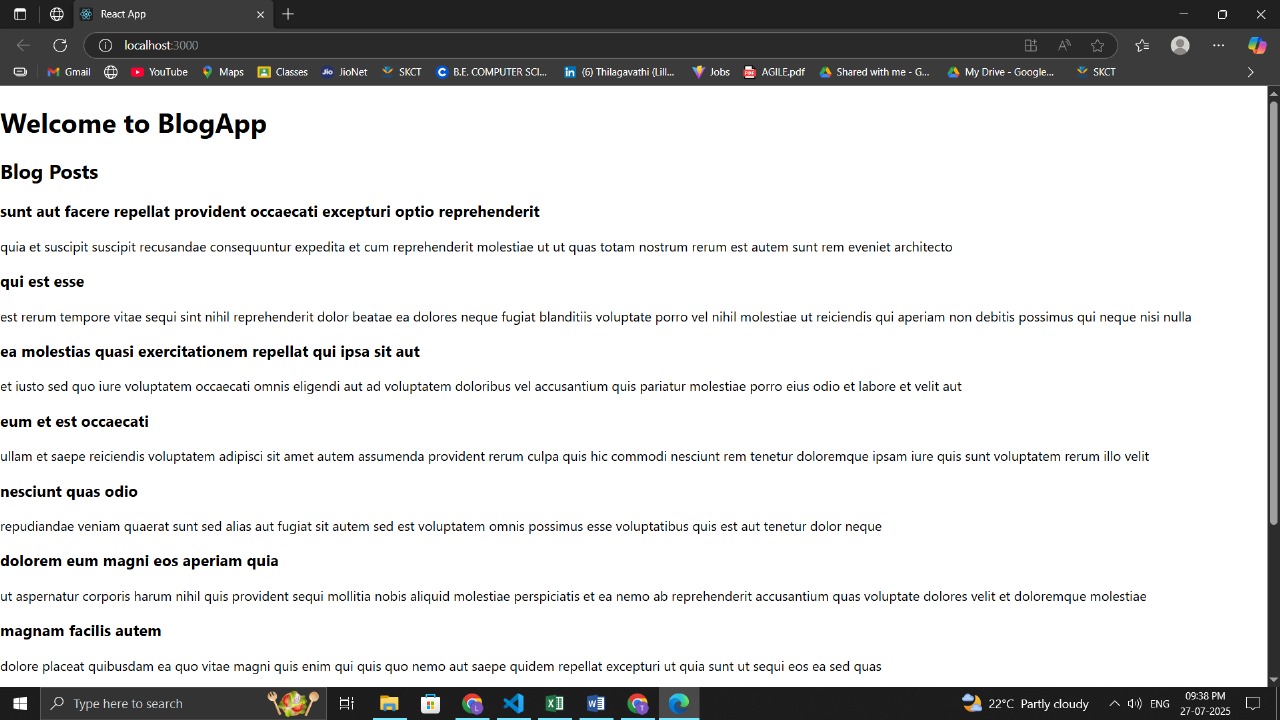 React App
localhost:3000
Gmail YouTube Maps Classes JioNet SKCT B.E. COMPUTER SCI... (6) Thilagavathi (Lill... Jobs AGILE.pdf Shared with me - G... My Drive - Google... SKCT
Welcome to BlogApp
Blog Posts
sunt aut facere repellat provident occaecati excepturi optio reprehenderit
quia et suscipit suscipit recusandae consequuntur expedita et cum reprehenderit molestiae ut ut quas totam nostrum rerum est autem sunt rem eveniet architecto
qui est esse
est rerum tempore vitae sequi sint nihil reprehenderit dolor beatae ea dolores neque fugiat blanditiis voluptate porro vel nihil molestiae ut reiciendis qui aperiam non debitis possimus qui neque nisi nulla
ea molestias quasi exercitationem repellat qui ipsa sit aut
et iusto sed quo iure voluptatem occaecati omnis eligendi aut ad voluptatem doloribus vel accusantium quis pariatur molestiae porro eius odio et labore et velit aut
eum et est occaecati
ullam et saepe reiciendis voluptatem adipisci sit amet autem assumenda provident rerum culpa quis hic commodi nesciunt rem tenetur doloremque ipsam iure quis sunt voluptatem rerum illo velit
nesciunt quas odio
repudiandae veniam quaerat sunt sed alias aut fugiat sit autem sed est voluptatem omnis possimus esse voluptatibus quis est aut tenetur dolor neque
dolorem eum magni eos aperiam quia
ut aspernatur corporis harum nihil quis provident sequi mollitia nobis aliquid molestiae perspiciatis et ea nemo ab reprehenderit accusantium quas voluptate dolores velit et doloremque molestiae
magnam facilis autem
dolore placeat quibusdam ea quo vitae magni quis enim qui quis quo nemo aut saepe quidem repellat excepturi ut quia sunt ut sequi eos ea sed quas
Type here to search
22°C Partly cloudy
ENG
09:38 PM
27-07-2025